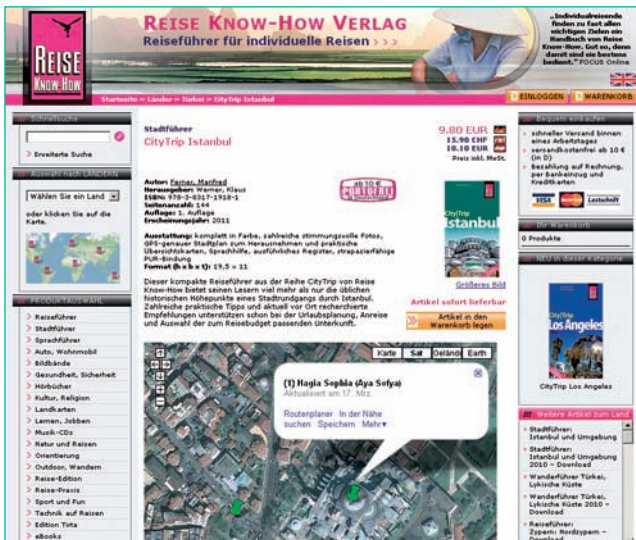 REISE KNOW-HOW VERLAG
Reiseführer für individuelle Reisen > > >
„Individualreisende
finden zu fast allen
wichtigen Zielen ein
Handbuch von Reise
Know-How. Gut so, denn
damit sind sie bestens
bedient.“ FOCUS Online
REISE
KNOW-HOW
Startseite » Länder » Türkei » CityTrip Istanbul
EINLOGGEN
WARENKORB
Schnellsuche
Erweiterte Suche
Auswahl nach LÄNDERN
Wählen Sie ein Land
oder klicken Sie auf die
Karte.
PRODUKTAUSWAHL
Reiseführer
Stadtführer
Sprachführer
Auto, Wohnmobil
Bildbände
Gesundheit, Sicherheit
Hörbücher
Kultur, Religion
Landkarten
Lernen, Jobben
Musik-CDs
Natur und Reisen
Orientierung
Outdoor, Wandern
Reise-Edition
Reise-Praxis
Sport und Fun
Technik auf Reisen
Edition Tirta
eBooks
Stadtführer
CityTrip Istanbul
9.80 EUR
15.90 CHF
10.10 EUR
Preis inkl. MwSt.
Autor: Ferner, Manfred
Herausgeber: Werner, Klaus
ISBN: 978-3-8317-1918-1
Seitenanzahl: 144
Auflage: 1. Auflage
Erscheinungsjahr: 2011
ab 10 €
PORTOFREI
Ausstattung: komplett in Farbe, zahlreiche stimmungsvolle Fotos,
GPS-genauer Stadtplan zum Herausnehmen und praktische
Übersichtskarten, Sprachhilfe, ausführliches Register, strapazierfähige
PUR-Bindung
Format (h x b x t): 19,5 x 11
Dieser kompakte Reiseführer aus der Reihe CityTrip von Reise
Know-How bietet seinen Lesern viel mehr als nur die üblichen
historischen Höhepunkte eines Stadtrundgangs durch Istanbul.
Zahlreiche praktische Tipps und aktuell vor Ort recherchierte
Empfehlungen unterstützen schon bei der Urlaubsplanung, Anreise
und Auswahl der zum Reisebudget passenden Unterkunft.
City|Trip
Istanbul
Größeres Bild
Artikel sofort lieferbar
Artikel in den
Warenkorb legen
Karte Sat Gelände Earth
(1) Hagia Sophia (Aya Sofya)
Aktualisiert am 17. Mrz.
Routenplaner In der Nähe
suchen Speichern Mehr▼
Bequem einkaufen
schneller Versand binnen
eines Arbeitstages
versandkostenfrei ab 10 €
(in D)
Bezahlung auf Rechnung,
per Bankeinzug und
Kreditkarten
VISA MasterCard Lastschrift
Ihr Warenkorb
0 Produkte
NEU in dieser Kategorie
City|Trip
Los Angeles
CityTrip Los Angeles
Weitere Artikel zum Land
Stadtführer:
Istanbul und Umgebung
Stadtführer:
Istanbul und Umgebung
2010 - Download
Wanderführer Türkei,
Lykische Küste
Wanderführer Türkei,
Lykische Küste 2010 -
Download
Reiseführer:
Zypern: Nordzypern -
Download